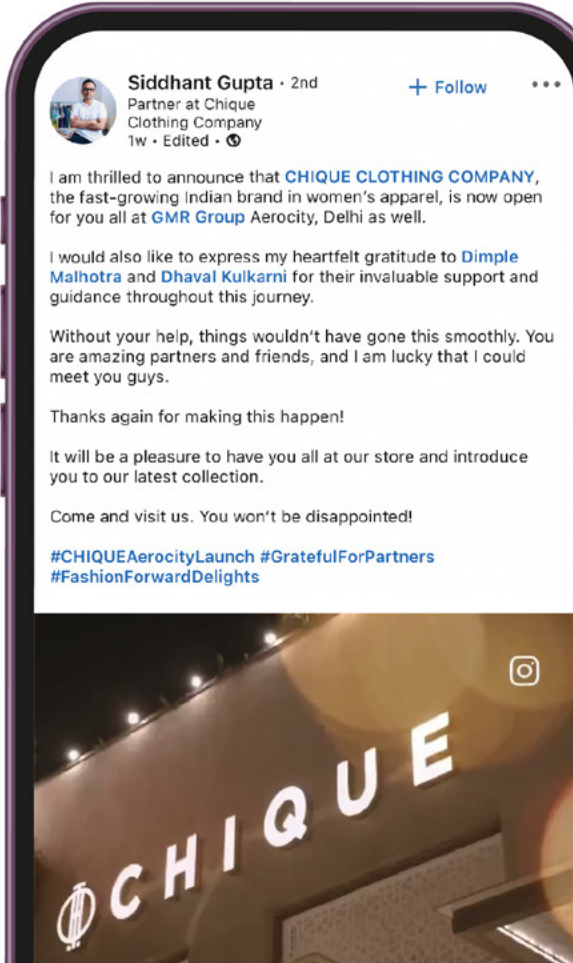 Siddhant Gupta · 2nd
+ Follow
Partner at Chique
Clothing Company
1w • Edited •
I am thrilled to announce that CHIQUE CLOTHING COMPANY,
the fast-growing Indian brand in women's apparel, is now open
for you all at GMR Group Aerocity, Delhi as well.
I would also like to express my heartfelt gratitude to Dimple
Malhotra and Dhaval Kulkarni for their invaluable support and
guidance throughout this journey.
Without your help, things wouldn't have gone this smoothly. You
are amazing partners and friends, and I am lucky that I could
meet you guys.
Thanks again for making this happen!
It will be a pleasure to have you all at our store and introduce
you to our latest collection.
Come and visit us. You won't be disappointed!
#CHIQUEAerocityLaunch #GratefulForPartners
#FashionForwardDelights
CHIQUE